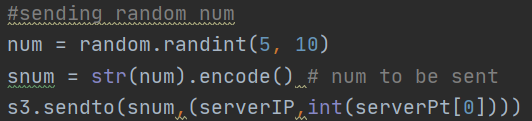 #sending random num
num = random.randint(5, 10)
snum = str(num).encode() # num to be sent
s3.sendto(snum,(serverIP,int(serverPt[0])))